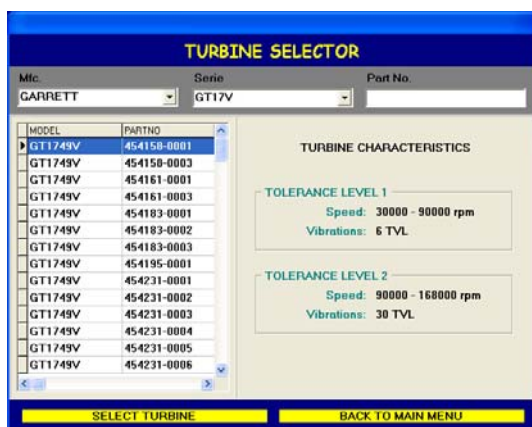 TURBINE SELECTOR
Mfc. Serie Part No.
GARRETT GT17V
MODEL PARTNO
GT1749V 454158-0001
GT1749V 454158-0003
GT1749V 454161-0001
GT1749V 454161-0003
GT1749V 454183-0001
GT1749V 454183-0002
GT1749V 454183-0003
GT1749V 454195-0001
GT1749V 454231-0001
GT1749V 454231-0002
GT1749V 454231-0003
GT1749V 454231-0004
GT1749V 454231-0005
GT1749V 454231-0006
TURBINE CHARACTERISTICS
TOLERANCE LEVEL 1
Speed: 30000 - 90000 rpm
Vibrations: 6 TVL
TOLERANCE LEVEL 2
Speed: 90000 - 168000 rpm
Vibrations: 30 TVL
SELECT TURBINE BACK TO MAIN MENU